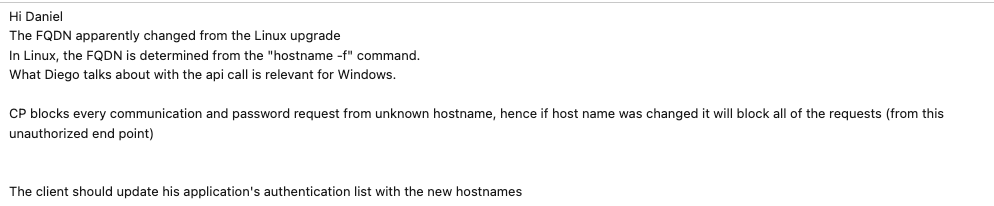 Hi Daniel
The FQDN apparently changed from the Linux upgrade
In Linux, the FQDN is determined from the "hostname -f" command.
What Diego talks about with the api call is relevant for Windows.
CP blocks every communication and password request from unknown hostname, hence if host name was changed it will block all of the requests (from this
unauthorized end point)
The client should update his application's authentication list with the new hostnames